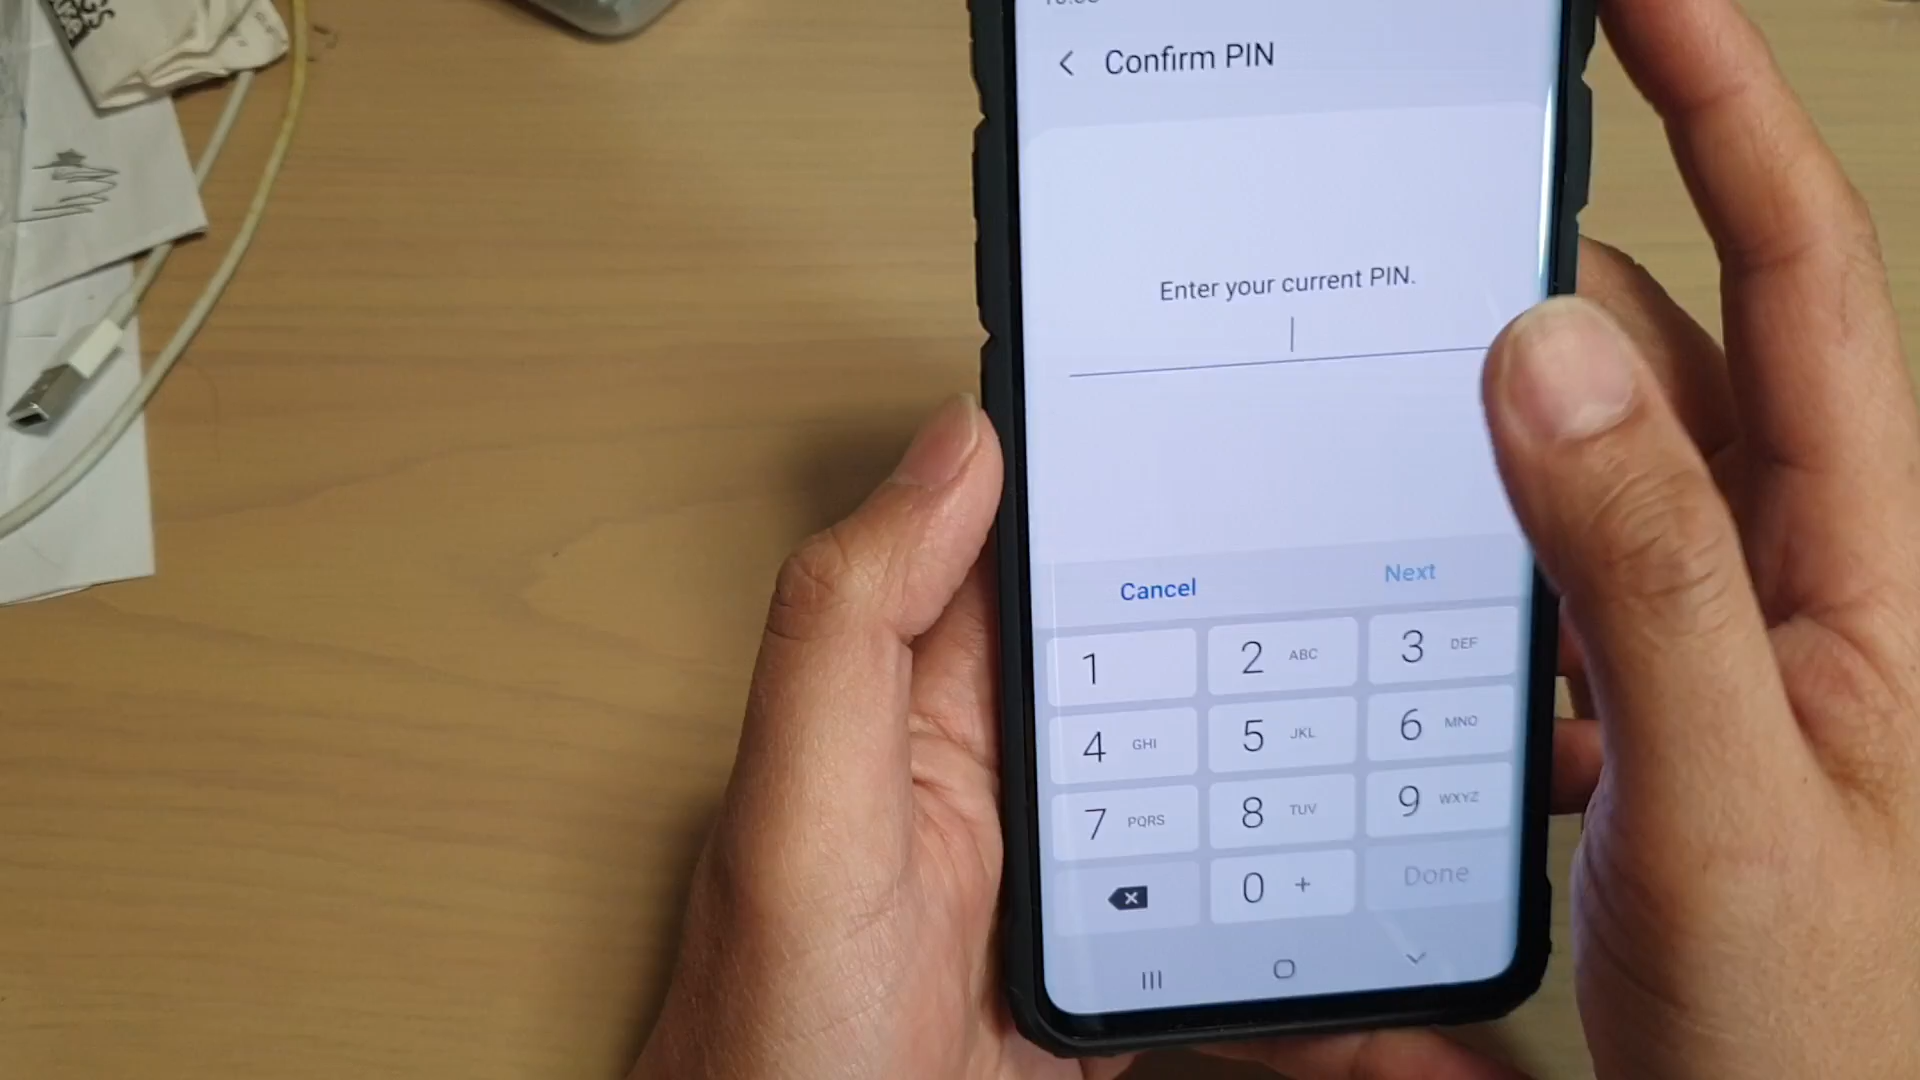 Confirm PIN
Enter your current PIN.
Cancel Next
1 2 ABC 3 DEF
4 GHI 5 JKL 6 MNO
7 PQRS 8 TUV 9 WXYZ
0 + Done